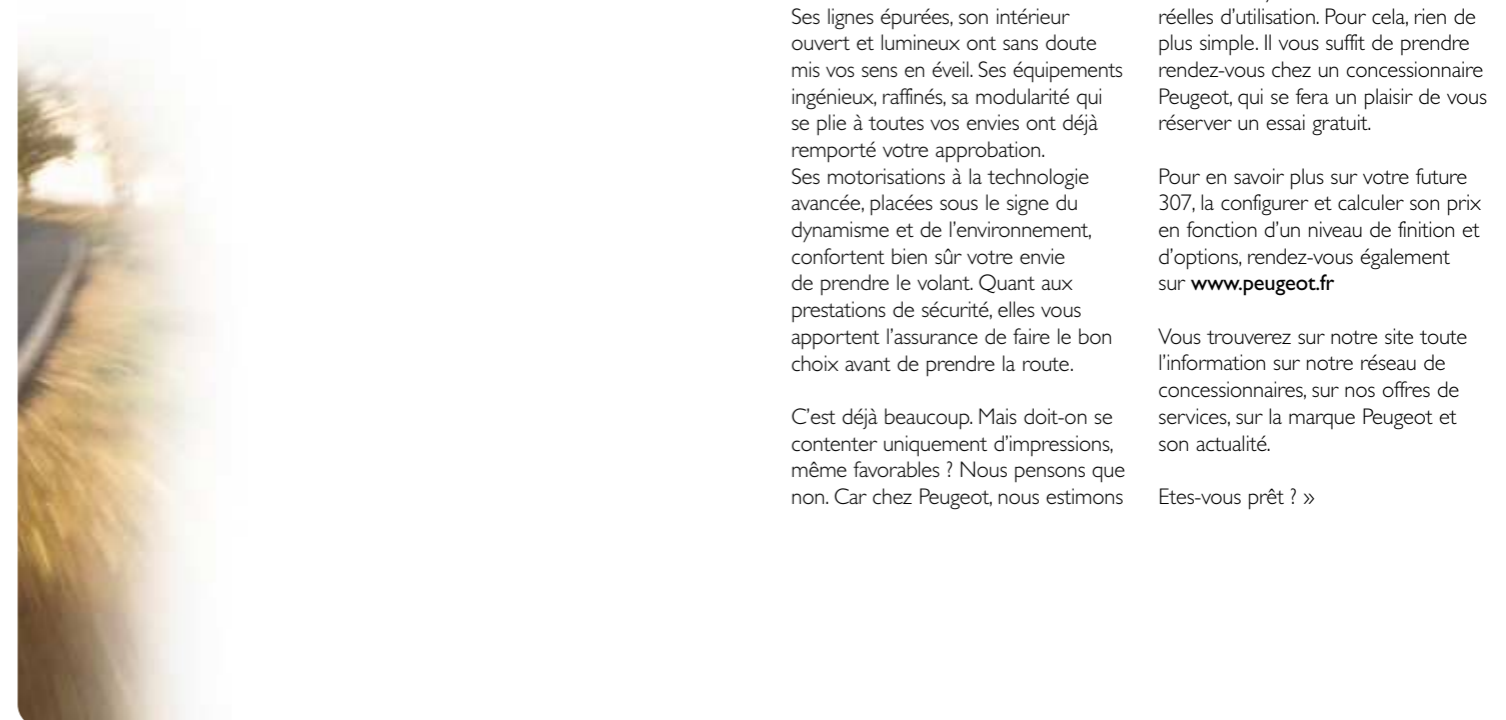 Ses lignes épurées, son intérieur
ouvert et lumineux ont sans doute
mis vos sens en éveil. Ses équipements
ingénieux, raffinés, sa modularité qui
se plie à toutes vos envies ont déjà
remporté votre approbation.
Ses motorisations à la technologie
avancée, placées sous le signe du
dynamisme et de l'environnement,
confortent bien sûr votre envie
de prendre le volant. Quant aux
prestations de sécurité, elles vous
apportent l'assurance de faire le bon
choix avant de prendre la route.
C'est déjà beaucoup. Mais doit-on se
contenter uniquement d'impressions,
même favorables ? Nous pensons que
non. Car chez Peugeot, nous estimons
réelles d'utilisation. Pour cela, rien de
plus simple. Il vous suffit de prendre
rendez-vous chez un concessionnaire
Peugeot, qui se fera un plaisir de vous
réserver un essai gratuit.
Pour en savoir plus sur votre future
307, la configurer et calculer son prix
en fonction d'un niveau de finition et
d'options, rendez-vous également
sur www.peugeot.fr
Vous trouverez sur notre site toute
l'information sur notre réseau de
concessionnaires, sur nos offres de
services, sur la marque Peugeot et
son actualité.
Etes-vous prêt ? »